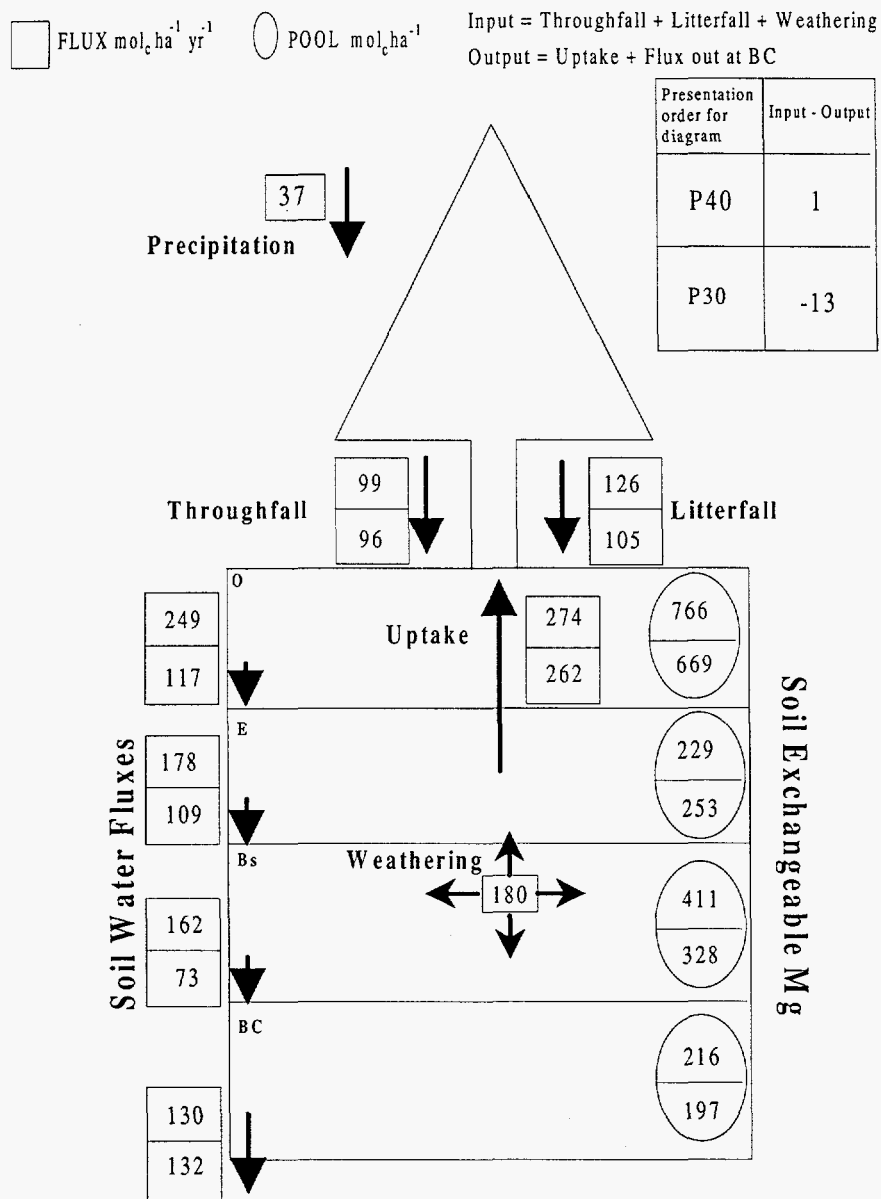 FLUX mol_c ha^-1 yr^-1
POOL mol_c ha^-1
Input = Throughfall + Litterfall + Weathering
Output = Uptake + Flux out at BC
Presentation order for diagram
Input - Output
P40
1
P30
-13
37
Precipitation
Throughfall
99
96
126
105
Litterfall
O
249
117
Uptake
274
262
766
669
E
178
109
229
253
Bs
Weathering
180
162
73
411
328
BC
130
132
216
197
Soil Water Fluxes
Soil Exchangeable Mg